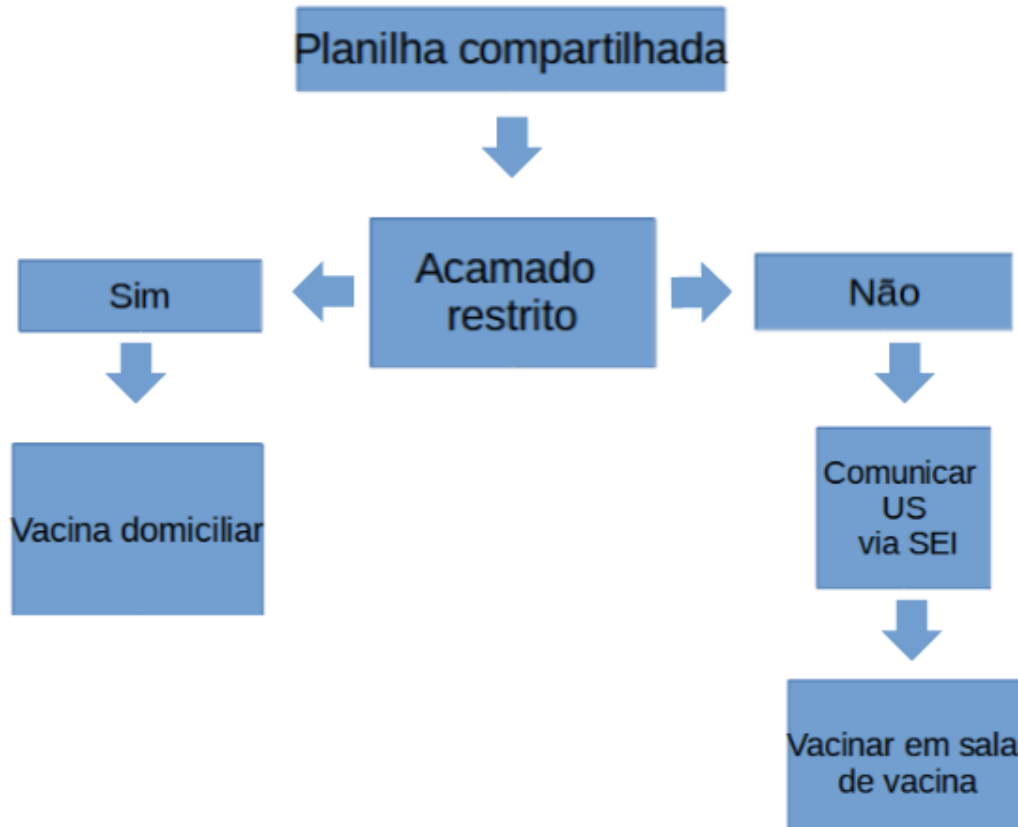 Planilha compartilhada
Acamado
restrito
Sim
Não
Vacina domiciliar
Comunicar
US
via SEI
Vacinar em sala
de vacina